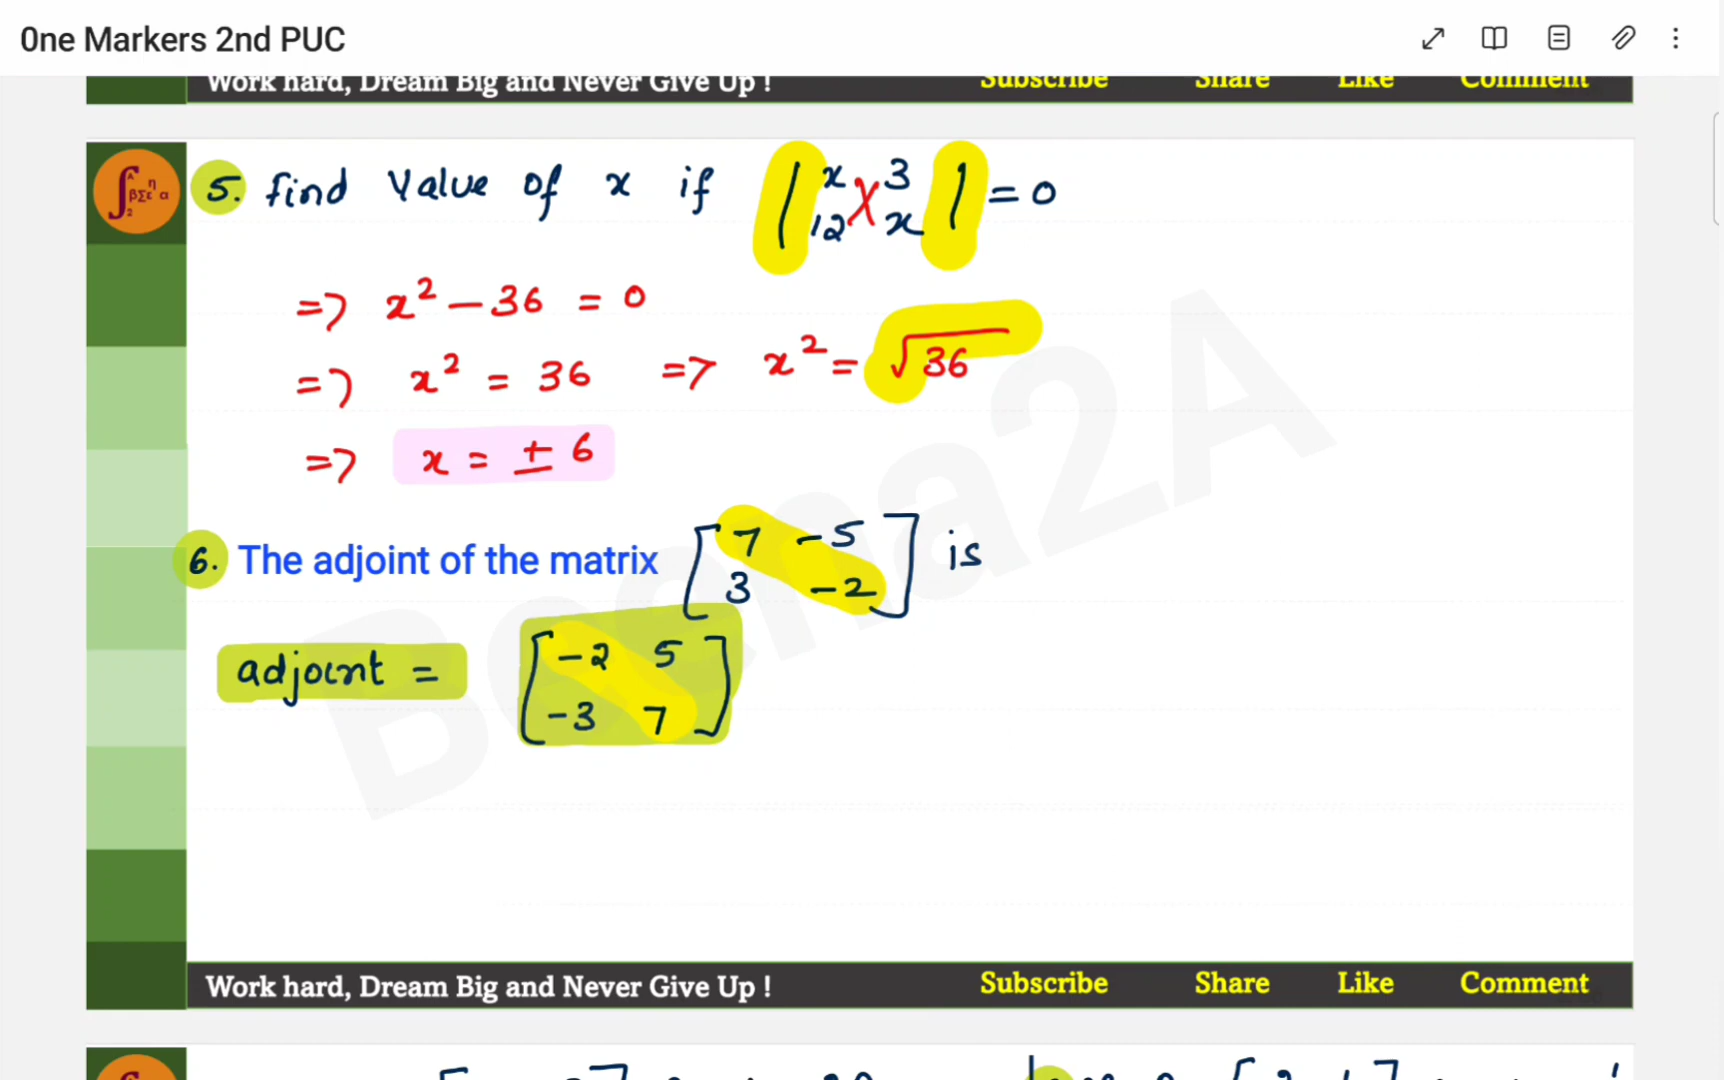 0ne Markers 2nd PUC
Work hard, Dream Big and Never Give Up ! Subscribe Share Like Comment
5. find Value of x if | x 3 | = 0
12 x
=> x² - 36 = 0
=> x² = 36 => x² = √36
=> x = ± 6
6. The adjoint of the matrix [ 7 -5 ] is
3 -2
adjoint = [ -2 5 ]
-3 7
Work hard, Dream Big and Never Give Up ! Subscribe Share Like Comment